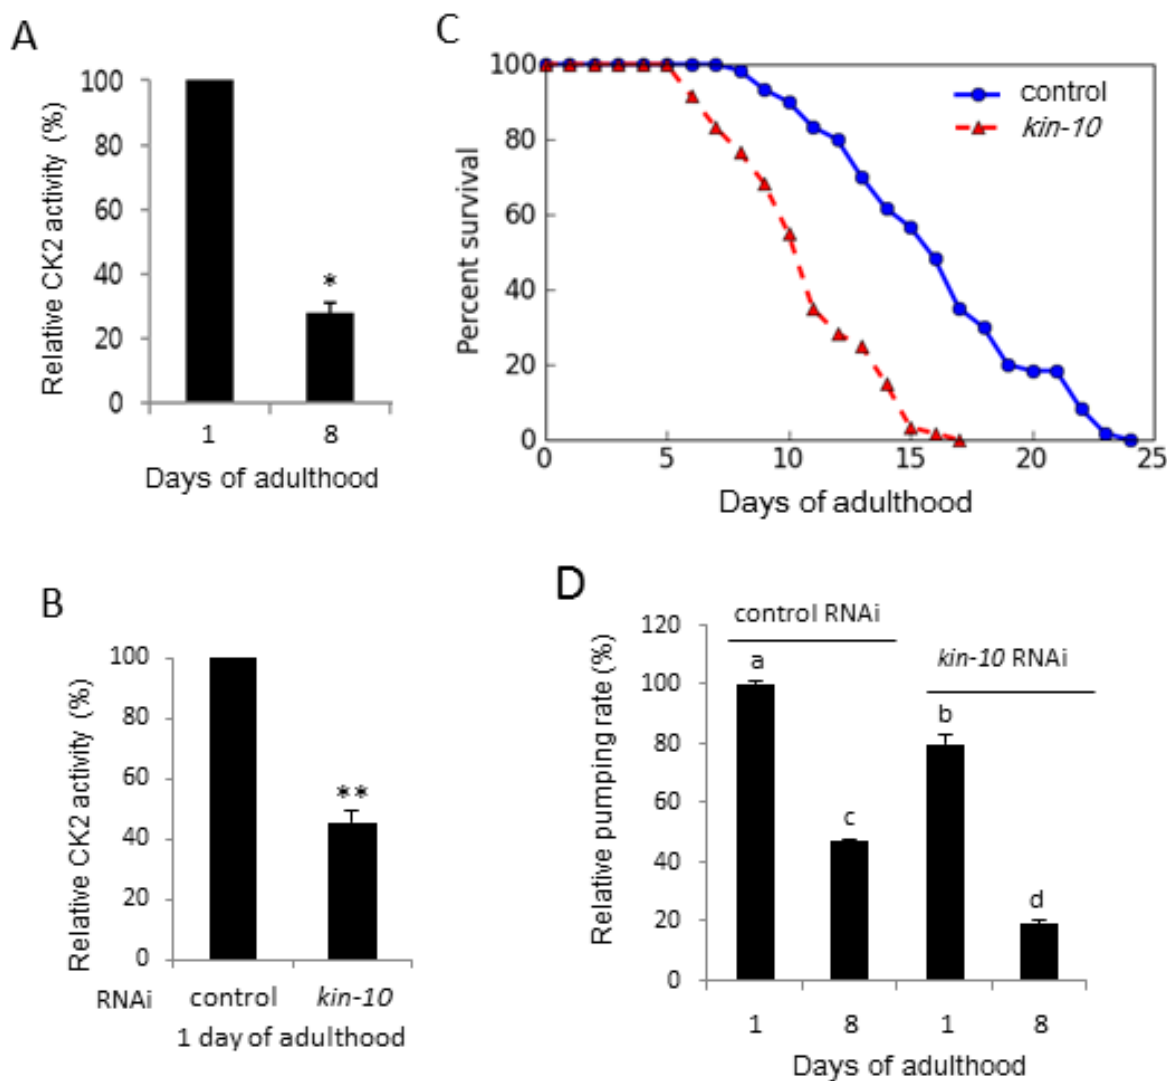 A
Relative CK2 activity (%)
100
80
60
40
20
0
*
1 8
Days of adulthood
C
Percent survival
100
80
60
40
20
0
control
kin-10
0 5 10 15 20 25
Days of adulthood
B
Relative CK2 activity (%)
100
80
60
40
20
0
**
RNAi control kin-10
1 day of adulthood
D
Relative pumping rate (%)
120
100
80
60
40
20
0
control RNAi
kin-10 RNAi
a
b
c
d
1 8 1 8
Days of adulthood